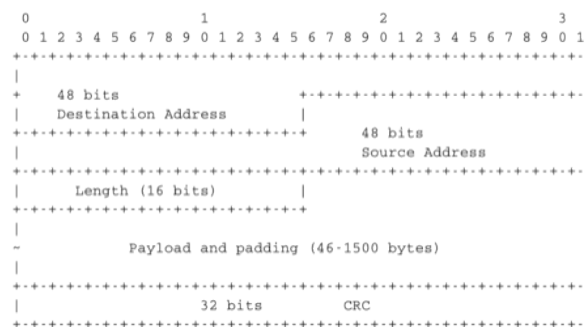 0 1 2 3
0 1 2 3 4 5 6 7 8 9 0 1 2 3 4 5 6 7 8 9 0 1 2 3 4 5 6 7 8 9 0 1
48 bits
Destination Address
48 bits
Source Address
Length (16 bits)
Payload and padding (46-1500 bytes)
32 bits CRC